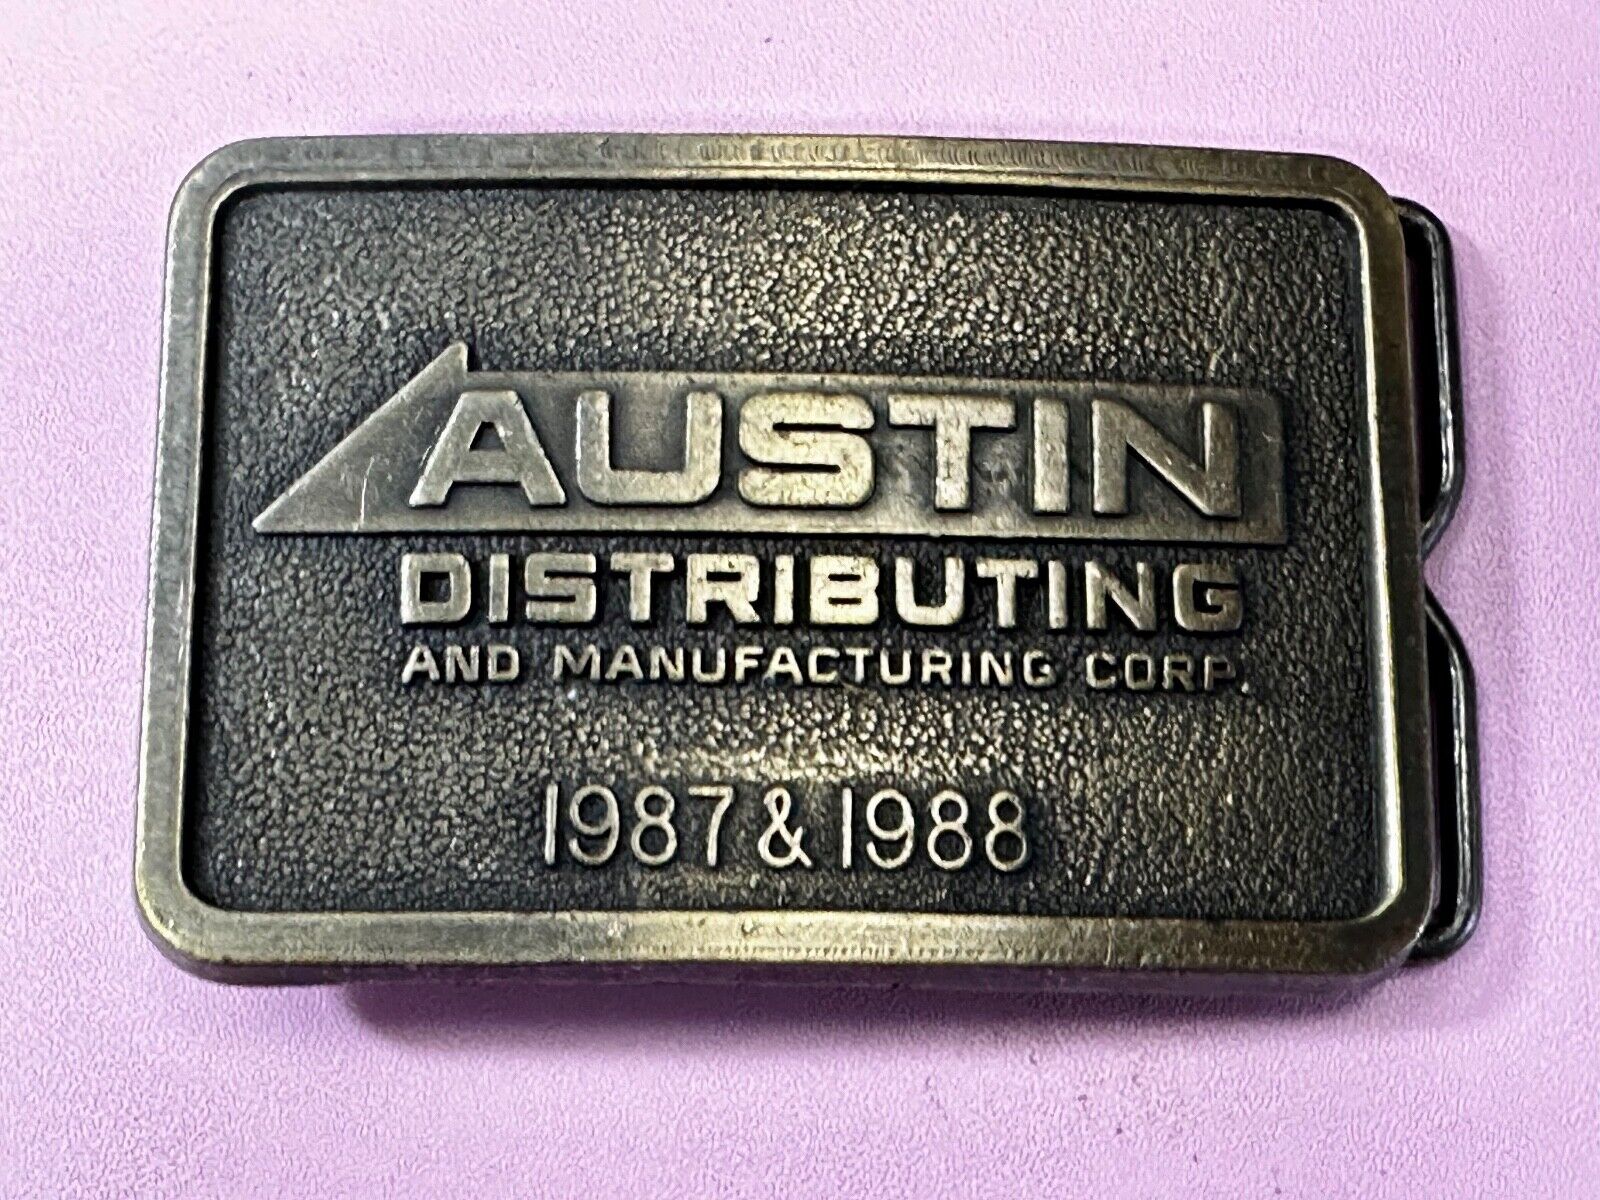 AUSTIN
DISTRIBUTING
AND MANUFACTURING CORP.
1987 & 1988